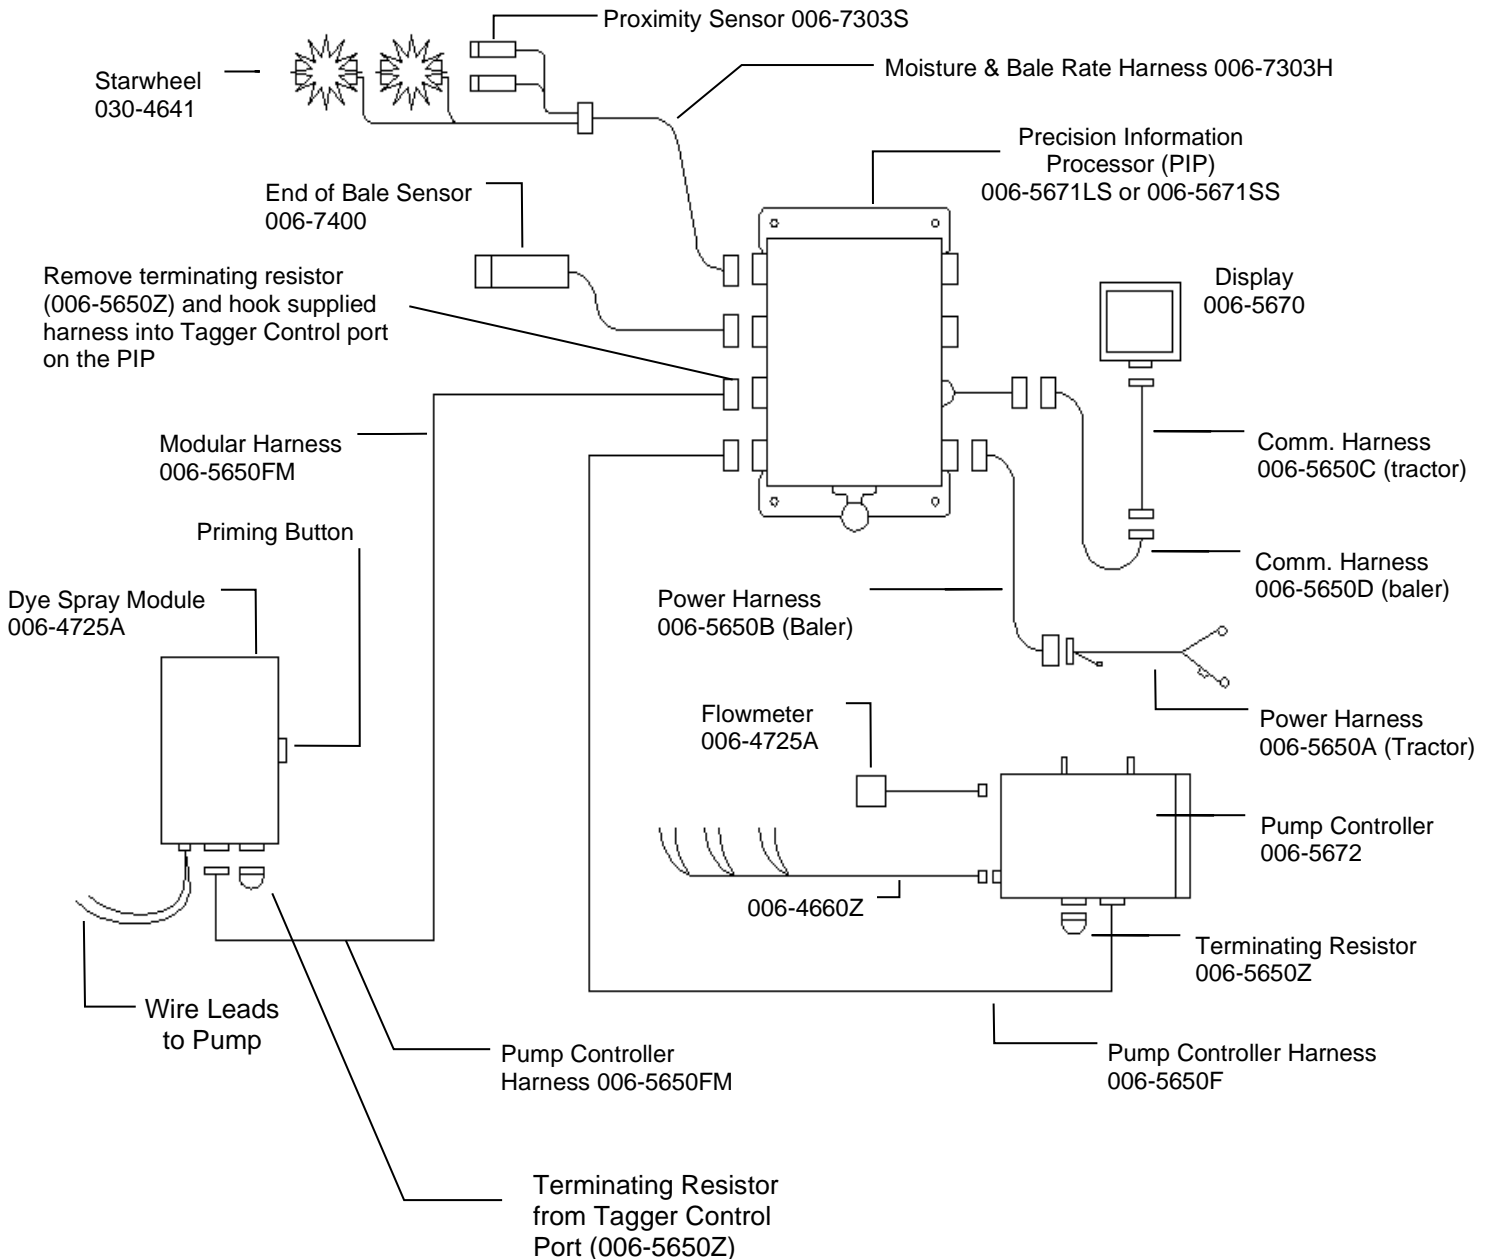 Proximity Sensor 006-7303S
Moisture & Bale Rate Harness 006-7303H
Starwheel
030-4641
Precision Information
Processor (PIP)
006-5671LS or 006-5671SS
End of Bale Sensor
006-7400
Remove terminating resistor
(006-5650Z) and hook supplied
harness into Tagger Control port
on the PIP
Display
006-5670
Modular Harness
006-5650FM
Comm. Harness
006-5650C (tractor)
Priming Button
Comm. Harness
006-5650D (baler)
Dye Spray Module
006-4725A
Power Harness
006-5650B (Baler)
Flowmeter
006-4725A
Power Harness
006-5650A (Tractor)
Pump Controller
006-5672
006-4660Z
Terminating Resistor
006-5650Z
Wire Leads
to Pump
Pump Controller
Harness 006-5650FM
Pump Controller Harness
006-5650F
Terminating Resistor
from Tagger Control
Port (006-5650Z)